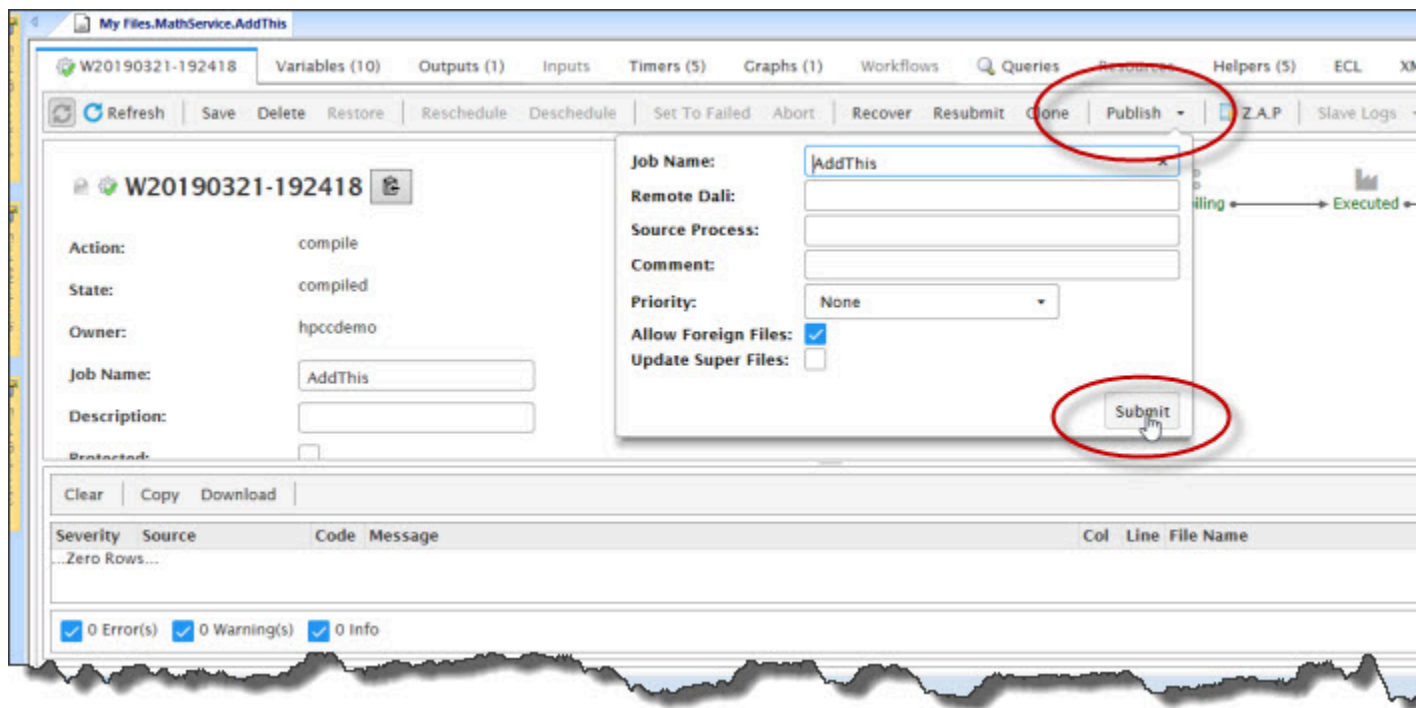 My Files.MathService.AddThis
W20190321-192418 Variables (10) Outputs (1) Inputs Timers (5) Graphs (1) Workflows Queries Resources Helpers (5) ECL
Refresh Save Delete Restore Reschedule Deschedule Set To Failed Abort Recover Resubmit Clone Publish Z.A.P Slave Logs
W20190321-192418
Action: compile
State: compiled
Owner: hpccdemo
Job Name: AddThis
Description:
Protected:
Job Name: AddThis
Remote Dali:
Source Process:
Comment:
Priority: None
Allow Foreign Files:
Update Super Files:
Submit
Executed
Clear Copy Download
Severity Source Code Message Col Line File Name
...Zero Rows...
0 Error(s) 0 Warning(s) 0 Info